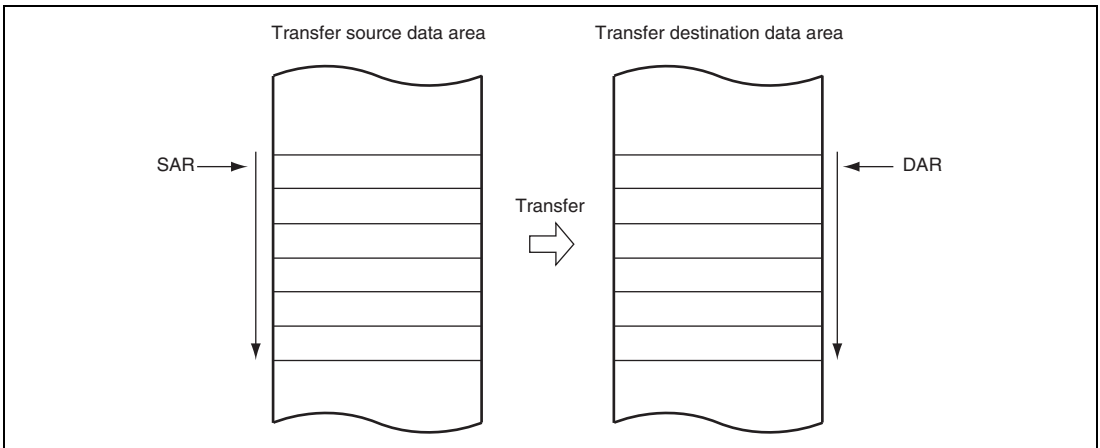 Transfer source data area
Transfer destination data area
SAR
DAR
Transfer